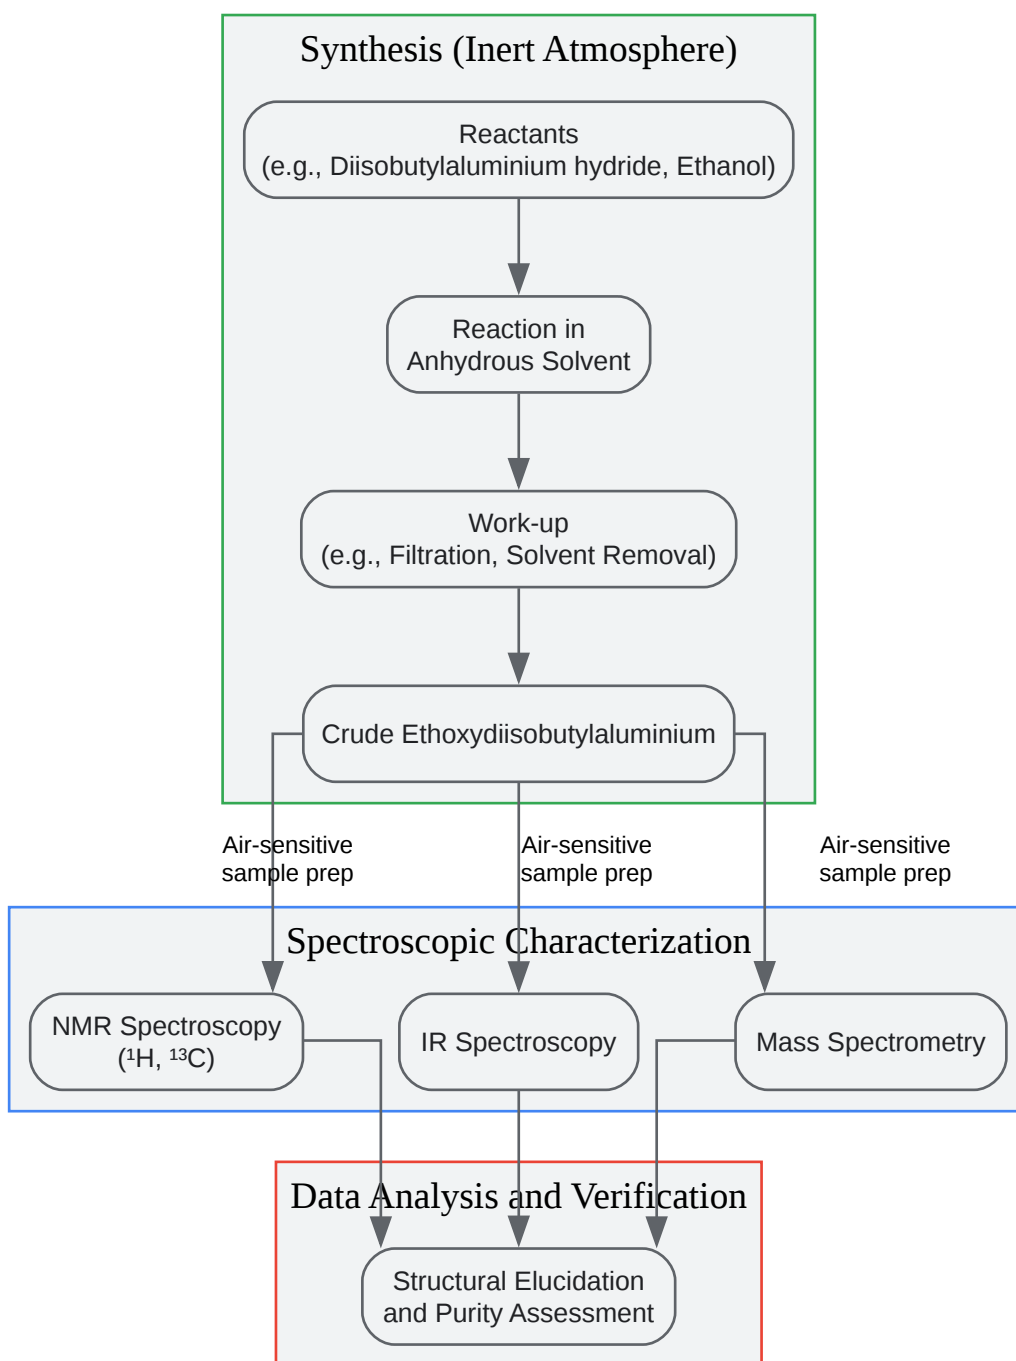 Synthesis (Inert Atmosphere)
Reactants
(e.g., Diisobutylaluminium hydride, Ethanol)
Reaction in
Anhydrous Solvent
Work-up
(e.g., Filtration, Solvent Removal)
Crude Ethoxydiisobutylaluminium
Air-sensitive
sample prep
Air-sensitive
sample prep
Air-sensitive
sample prep
Spectroscopic Characterization
NMR Spectroscopy
(¹H, ¹³C)
IR Spectroscopy
Mass Spectrometry
Data Analysis and Verification
Structural Elucidation
and Purity Assessment